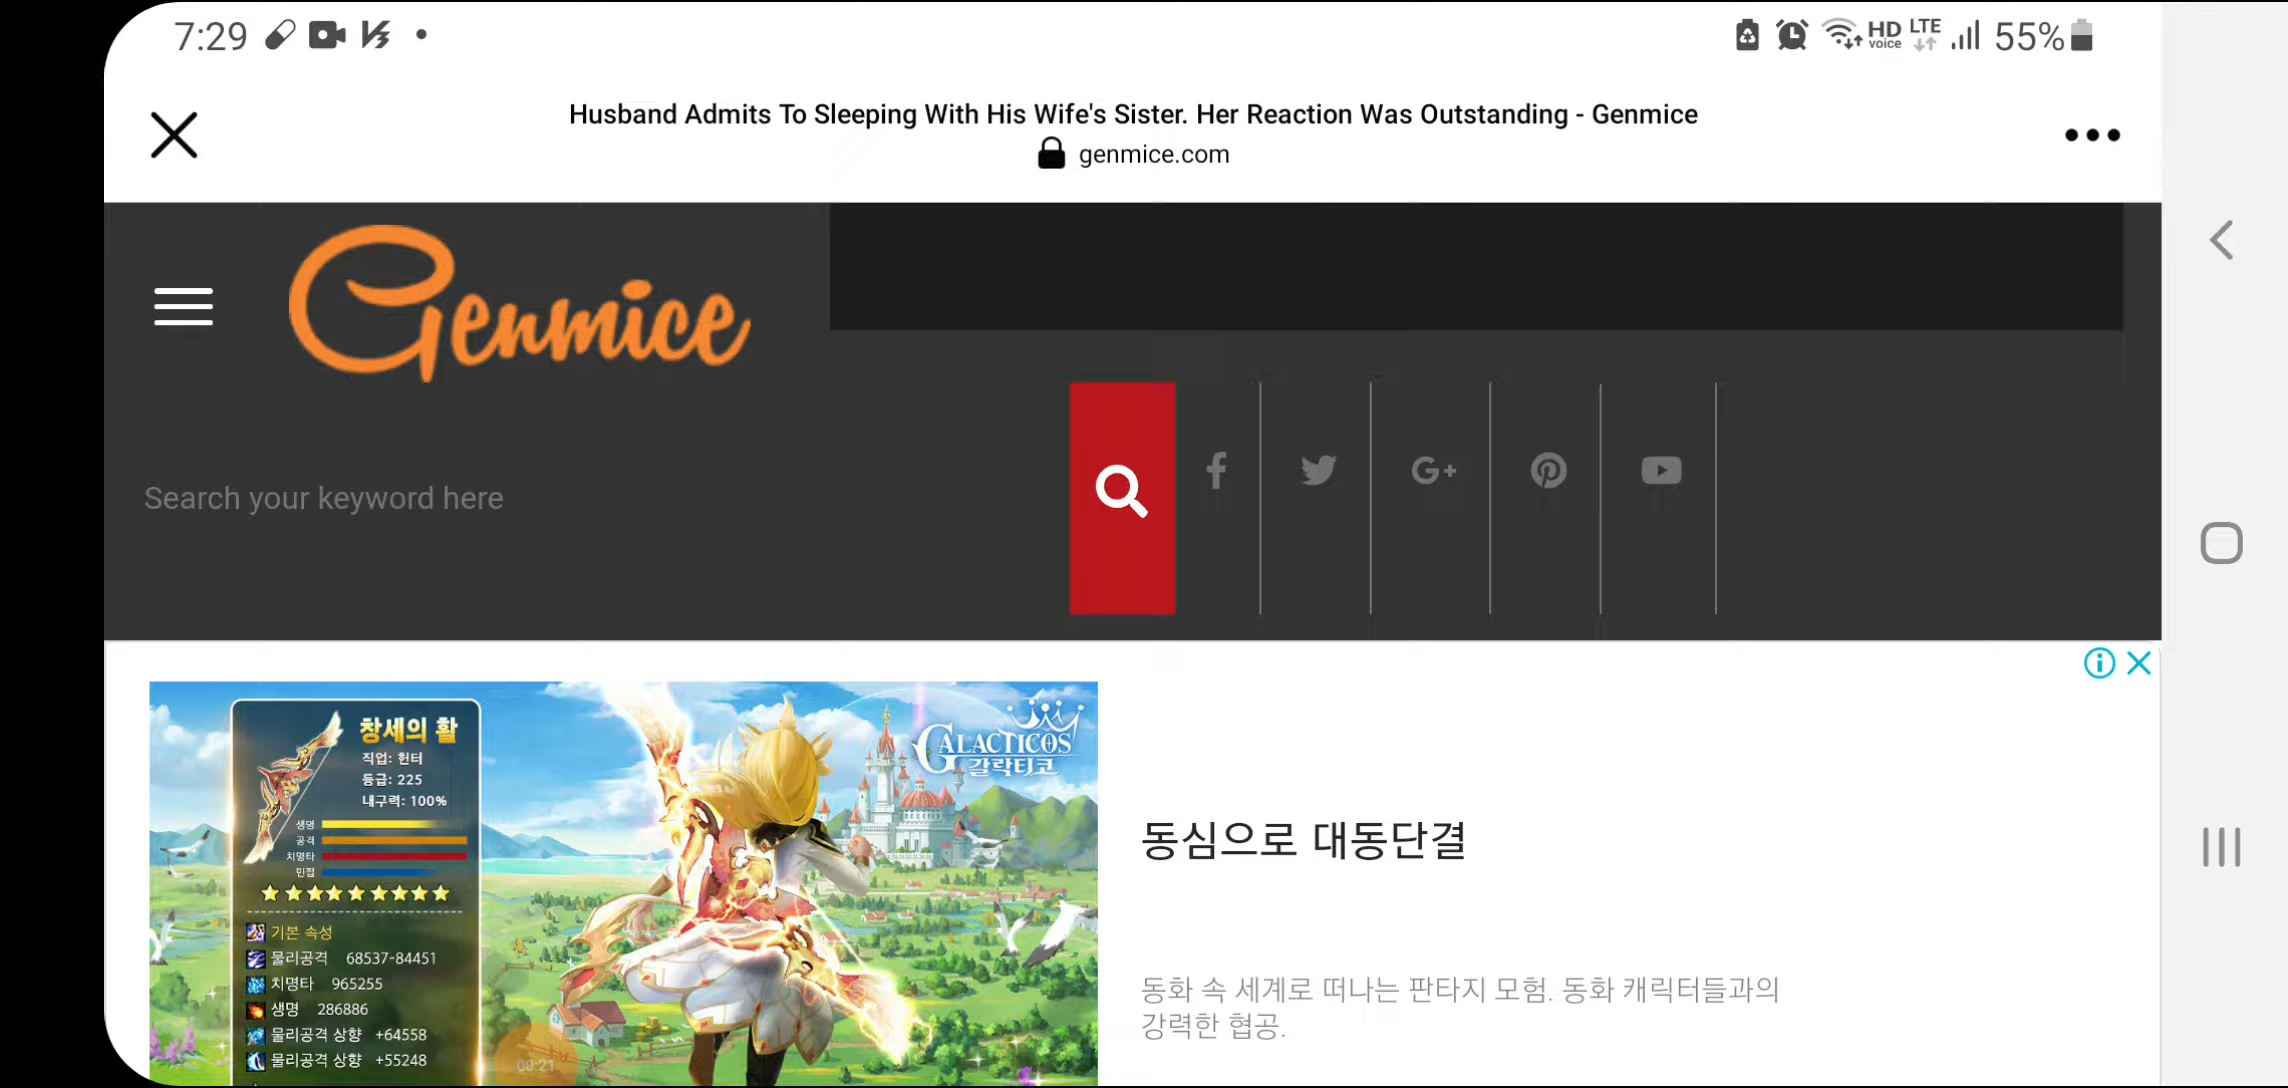 7:29
HD voice LTE 55%
Husband Admits To Sleeping With His Wife's Sister. Her Reaction Was Outstanding - Genmice
genmice.com
Genmice
Search your keyword here
창세의 활
직업: 헌터
등급: 225
내구력: 100%
생명
공격
치명타
민첩
기본 속성
물리공격 68537-84451
치명타 965255
생명 286886
물리공격 상향 +64558
물리공격 상향 +55248
GALACTICOS
갈락티코
00:21
동심으로 대동단결
동화 속 세계로 떠나는 판타지 모험. 동화 캐릭터들과의
강력한 협공.